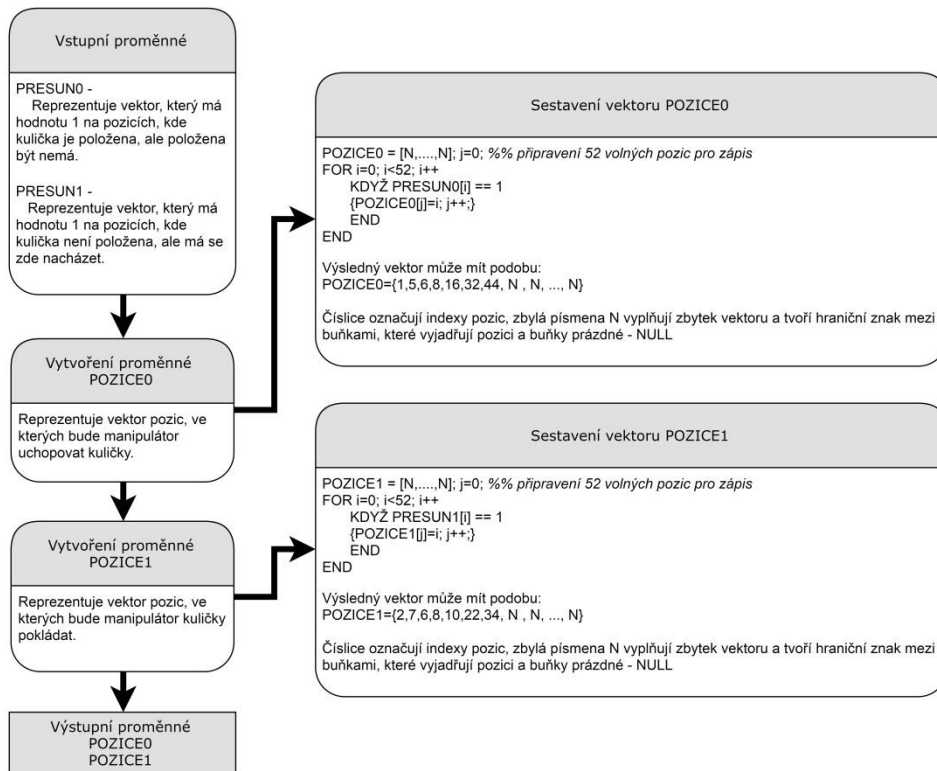 Vstupní proměnné
PRESUN0 -
Reprezentuje vektor, který má
hodnotu 1 na pozicích, kde
kulička je položena, ale položena
být nemá.
PRESUN1 -
Reprezentuje vektor, který má
hodnotu 1 na pozicích, kde
kulička není položena, ale má se
zde nacházet.
Vytvoření proměnné
POZICE0
Reprezentuje vektor pozic, ve
kterých bude manipulátor
uchopovat kuličky.
Vytvoření proměnné
POZICE1
Reprezentuje vektor pozic, ve
kterých bude manipulátor kuličky
pokládat.
Výstupní proměnné
POZICE0
POZICE1
Sestavení vektoru POZICE0
POZICE0 = [N,....,N]; j=0; %% připravení 52 volných pozic pro zápis
FOR i=0; i<52; i++
KDYŽ PRESUN0[i] == 1
{POZICE0[j]=i; j++;}
END
END
Výsledný vektor může mít podobu:
POZICE0={1,5,6,8,16,32,44, N , N, ..., N}
Číslice označují indexy pozic, zbylá písmena N vyplňují zbytek vektoru a tvoří hraniční znak mezi
buňkami, které vyjadřují pozici a buňky prázdné - NULL
Sestavení vektoru POZICE1
POZICE1 = [N,....,N]; j=0; %% připravení 52 volných pozic pro zápis
FOR i=0; i<52; i++
KDYŽ PRESUN1[i] == 1
{POZICE1[j]=i; j++;}
END
END
Výsledný vektor může mít podobu:
POZICE1={2,7,6,8,10,22,34, N , N, ..., N}
Číslice označují indexy pozic, zbylá písmena N vyplňují zbytek vektoru a tvoří hraniční znak mezi
buňkami, které vyjadřují pozici a buňky prázdné - NULL